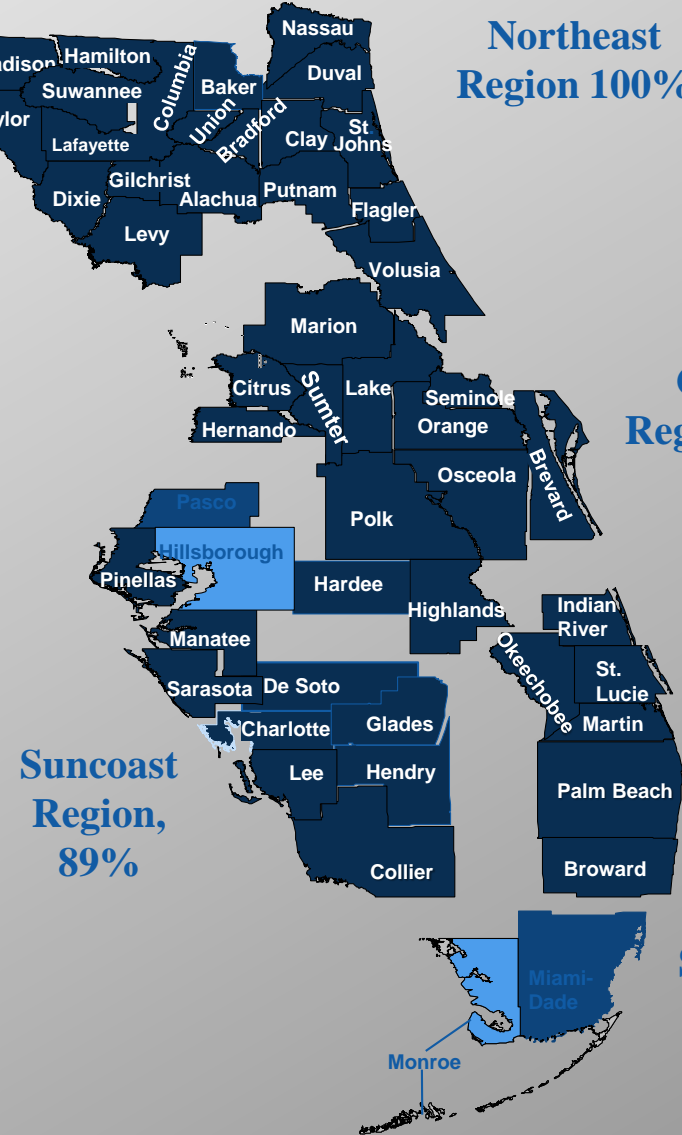 Nassau
Northeast
Region 100%
adison
Hamilton
Columbia
Duval
Baker
Suwannee
ylor
Union
Bradford
Clay
St
Johns
Lafayette
Gilchrist
Putnam
Dixie
Alachua
Flagler
Levy
Volusia
Marion
Citrus
Sumter
Lake
Seminole
Reg
Hernando
Orange
Osceola
Brevard
Pasco
Polk
Hillsborough
Pinellas
Hardee
Highlands
Indian
River
Manatee
Okeechobee
St.
Lucie
Sarasota
De Soto
Charlotte
Glades
Martin
Suncoast
Region,
89%
Lee
Hendry
Palm Beach
Collier
Broward
Miami-
Dade
Monroe